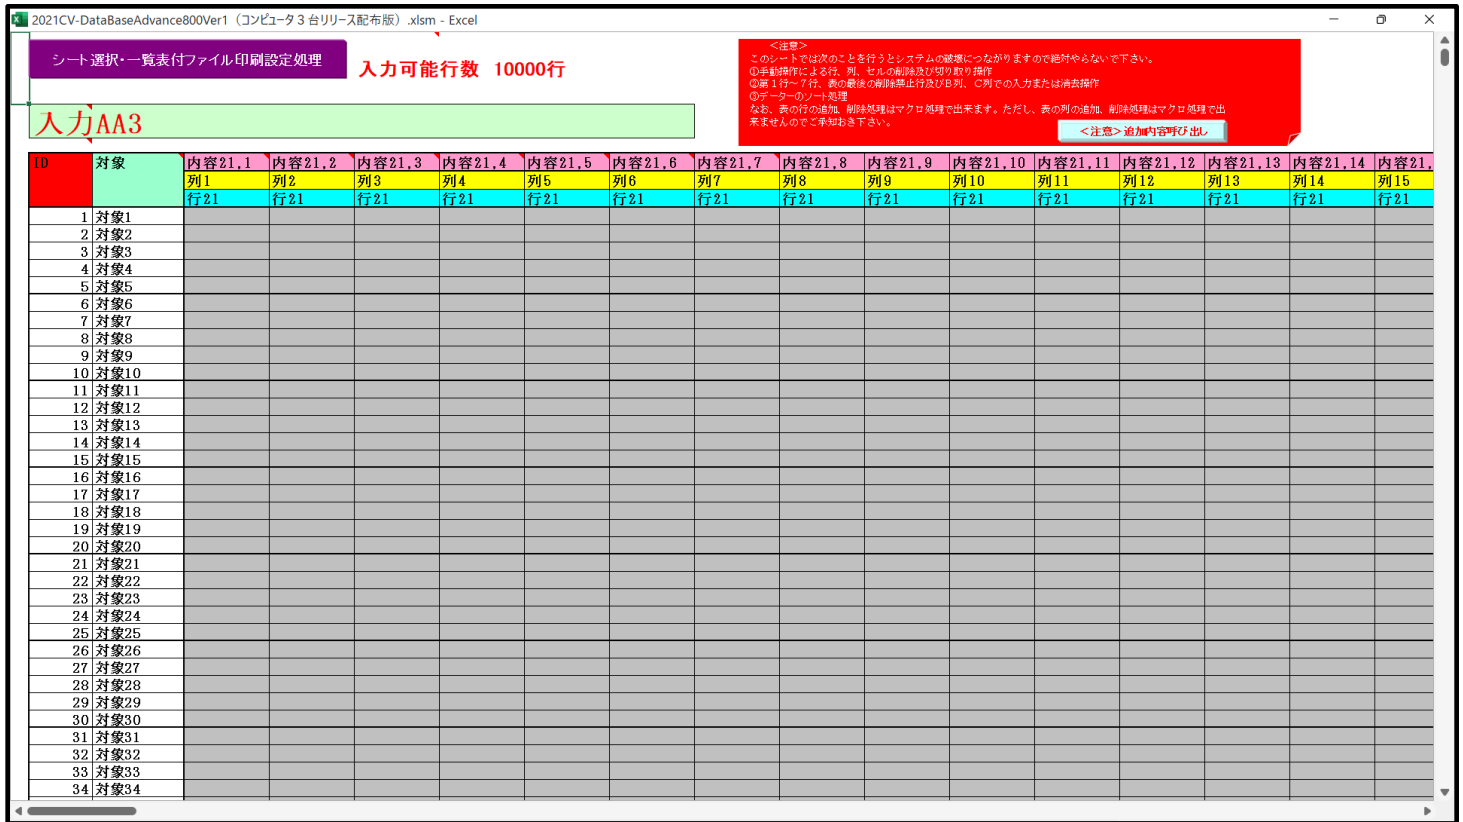 2021CV-DataBaseAdvance800Ver1（コンピュータ３台リリース配布版）.xlsm - Excel
シート選択・一覧表付ファイル印刷設定処理
入力可能行数 10000行
＜注意＞
このシートでは次のことを行うとシステムの破壊につながりますので絶対やらないで下さい。
①手動操作による行、列、セルの削除及び切り取り操作
②第１行～７行、表の最後の削除禁止行及びＢ列、Ｃ列での入力または消去操作
③データーのソート処理
なお、表の行の追加、削除処理はマクロ処理で出来ます。ただし、表の列の追加、削除処理はマクロ処理で出
来ませんのでご承知おき下さい。
＜注意＞追加内容呼び出し
入力AA3
ID 対象 内容21,1 内容21,2 内容21,3 内容21,4 内容21,5 内容21,6 内容21,7 内容21,8 内容21,9 内容21,10 内容21,11 内容21,12 内容21,13 内容21,14 内容21,
列1 列2 列3 列4 列5 列6 列7 列8 列9 列10 列11 列12 列13 列14 列15
行21 行21 行21 行21 行21 行21 行21 行21 行21 行21 行21 行21 行21 行21 行21
1 対象1
2 対象2
3 対象3
4 対象4
5 対象5
6 対象6
7 対象7
8 対象8
9 対象9
10 対象10
11 対象11
12 対象12
13 対象13
14 対象14
15 対象15
16 対象16
17 対象17
18 対象18
19 対象19
20 対象20
21 対象21
22 対象22
23 対象23
24 対象24
25 対象25
26 対象26
27 対象27
28 対象28
29 対象29
30 対象30
31 対象31
32 対象32
33 対象33
34 対象34